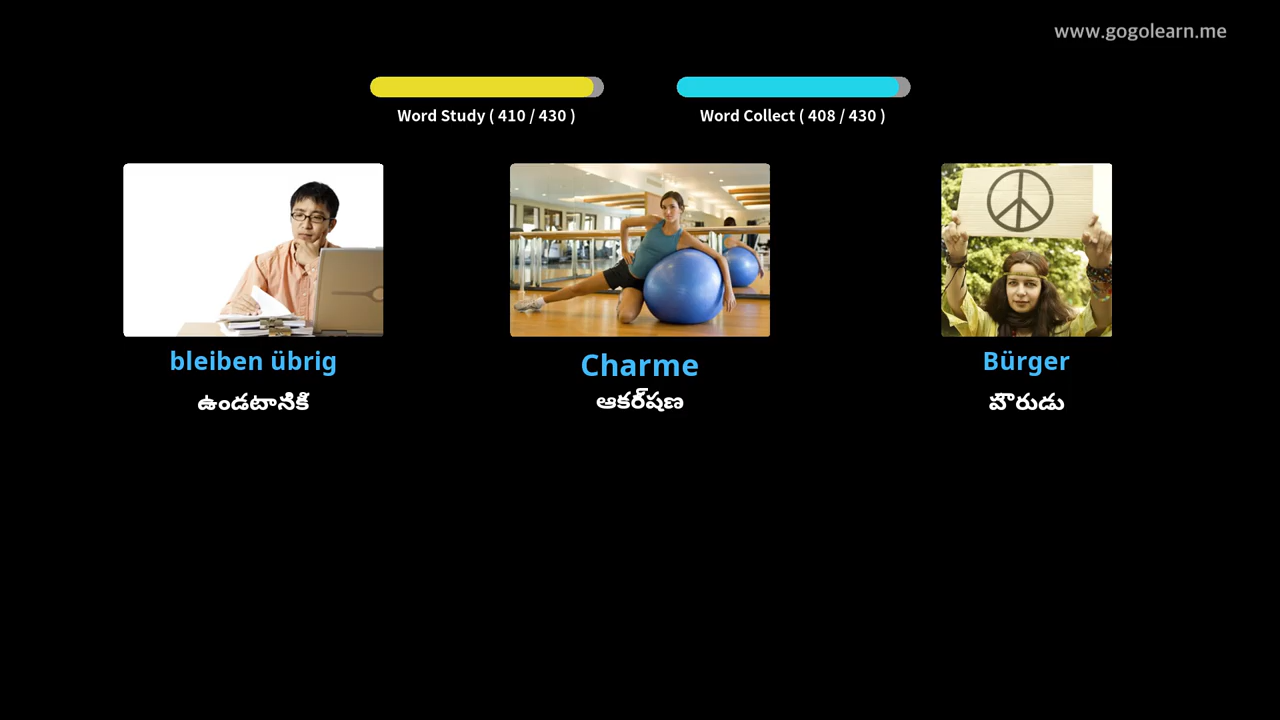 www.gogolearn.me
Word Study ( 410 / 430 )
Word Collect ( 408 / 430 )
bleiben übrig
Charme
Bürger
ఉండటానికి
ఆకర్షణ
పౌరుడు